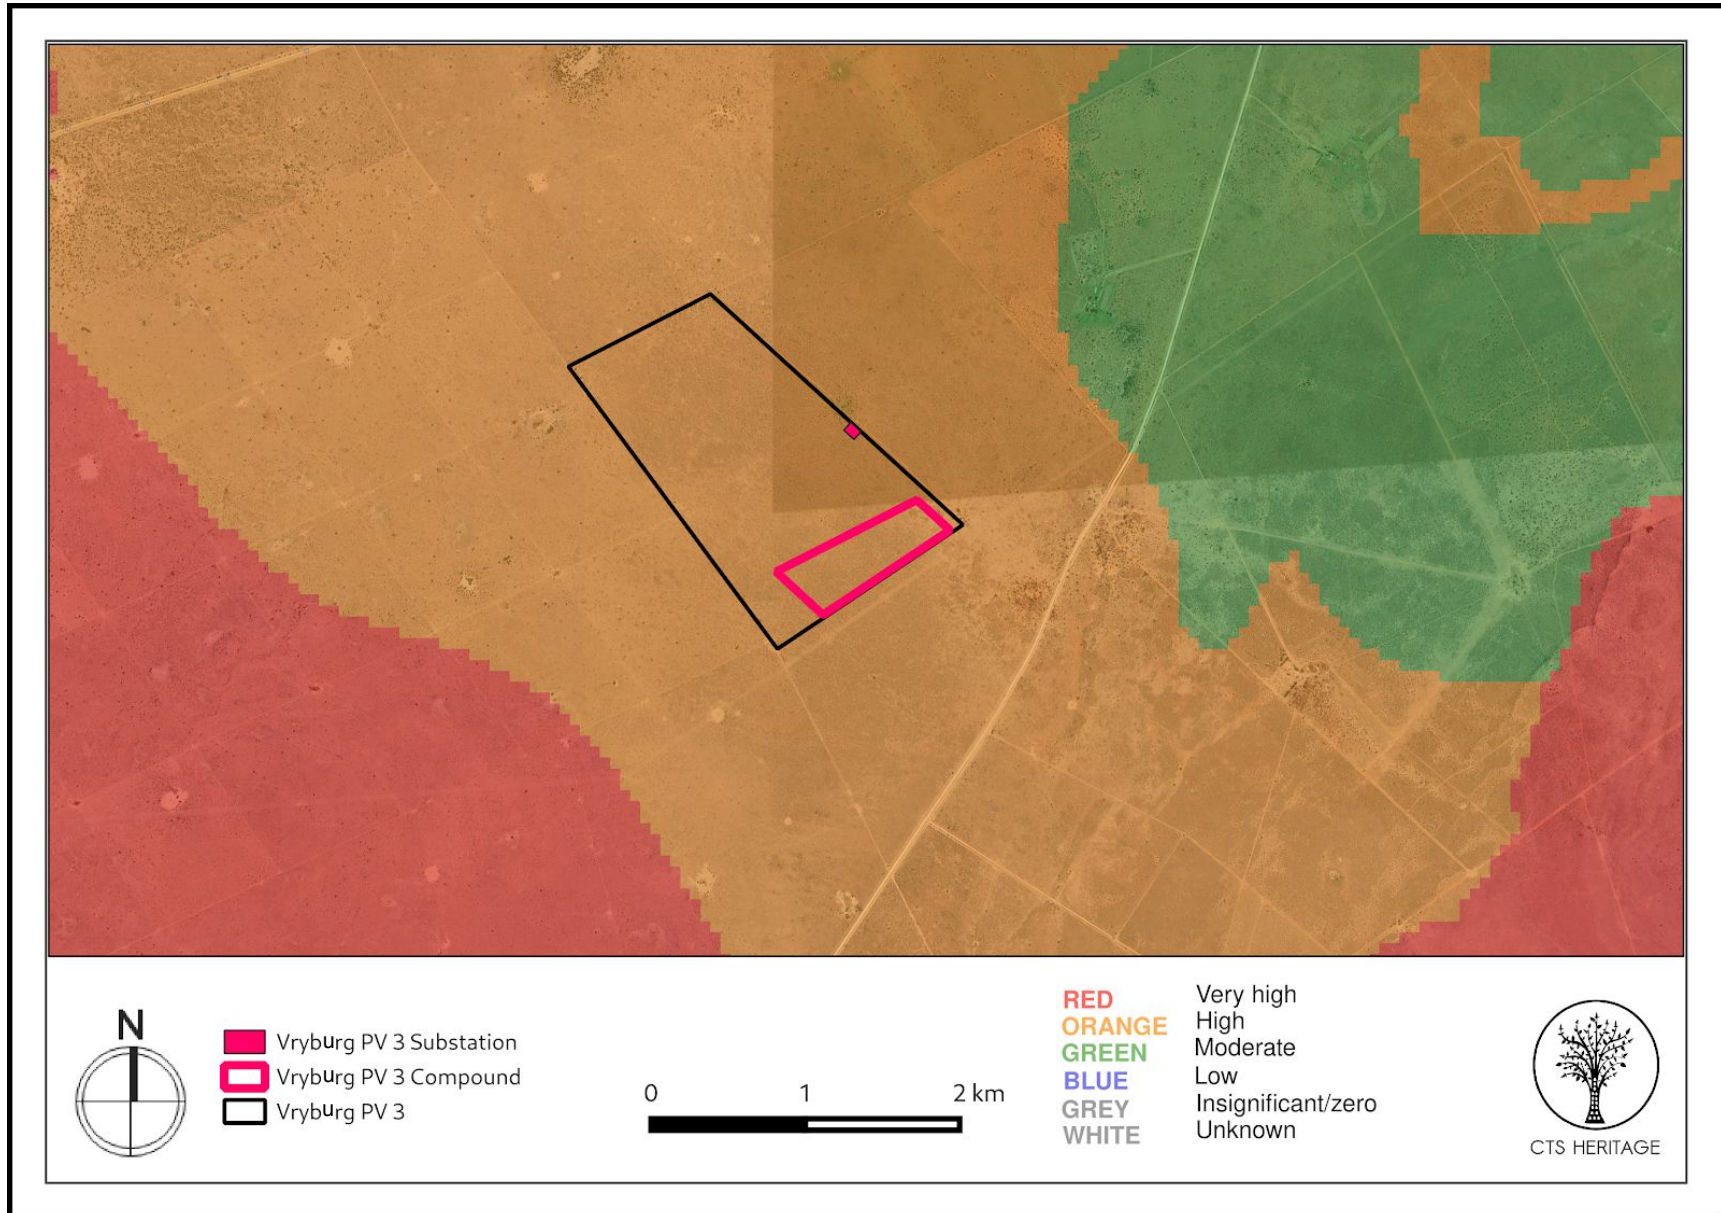 N
Vryburg PV 3 Substation
Vryburg PV 3 Compound
Vryburg PV 3
0 1 2 km
RED Very high
ORANGE High
GREEN Moderate
BLUE Low
GREY Insignificant/zero
WHITE Unknown
CTS HERITAGE